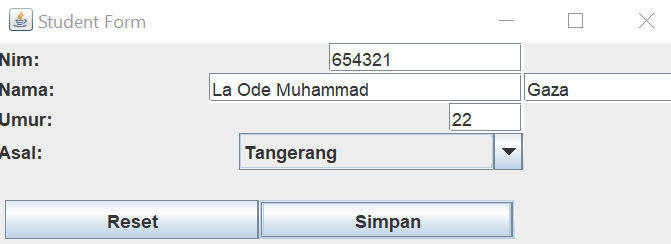 Student Form
Nim: 654321
Nama: La Ode Muhammad Gaza
Umur: 22
Asal: Tangerang
Reset Simpan